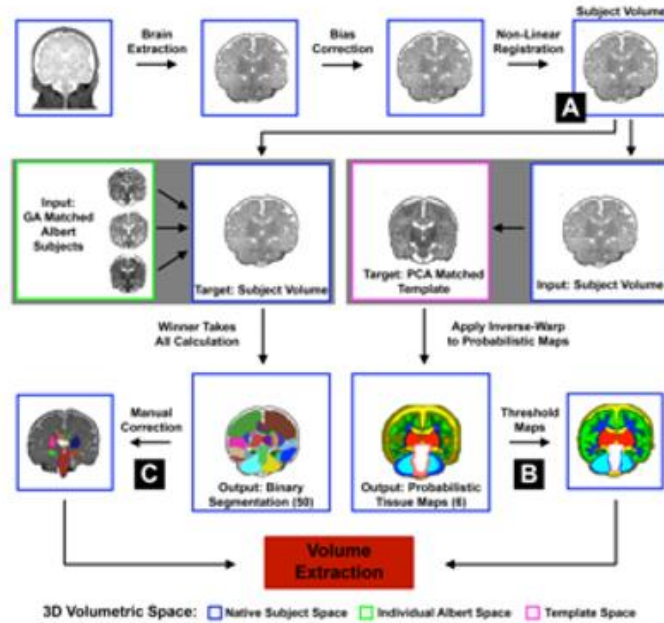 Subject Volume
Brain
Extraction
Bias
Correction
Non-Linear
Registration
A
Input:
GA Matched
Albert
Subjects
Target: Subject Volume
Target: PCA Matched
Template
Input: Subject Volume
Winner Takes
All Calculation
Apply Inverse-Warp
to Probabilistic Maps
Manual
Correction
C
Output: Binary
Segmentation (50)
Output: Probabilistic
Tissue Maps (6)
Threshold
Maps
B
Volume
Extraction
3D Volumetric Space: Native Subject Space Individual Albert Space Template Space